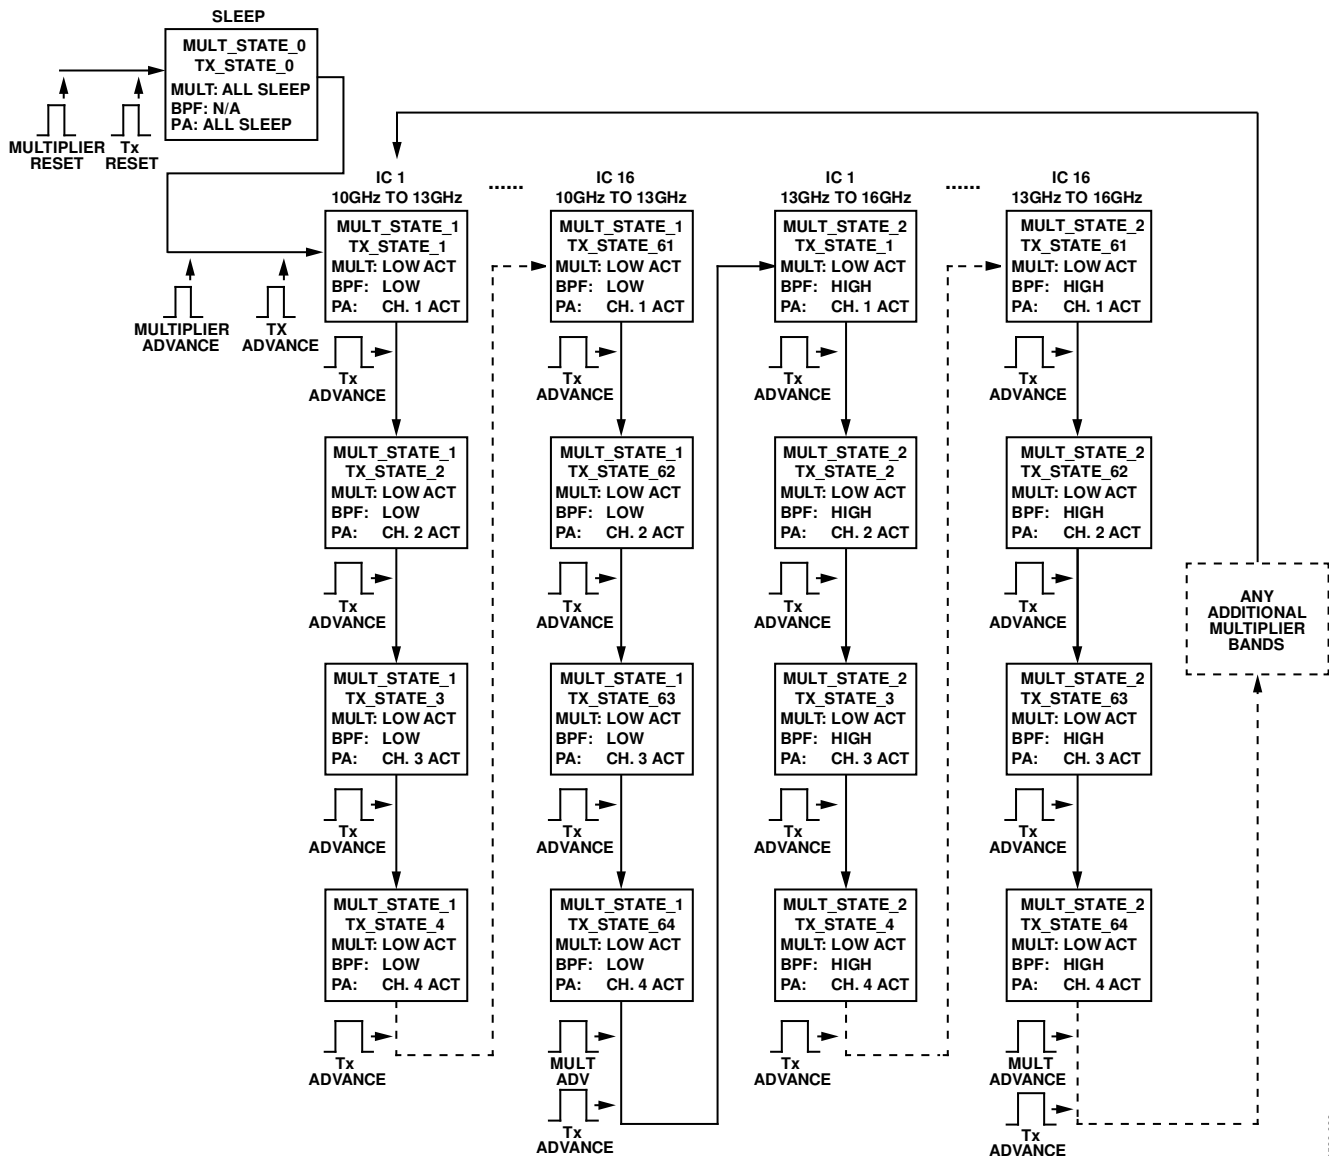 SLEEP
MULT_STATE_0
TX_STATE_0
MULT: ALL SLEEP
BPF: N/A
PA: ALL SLEEP
MULTIPLIER
RESET
Tx
RESET
MULTIPLIER
ADVANCE
TX
ADVANCE
IC 1
10GHz TO 13GHz
MULT_STATE_1
TX_STATE_1
MULT: LOW ACT
BPF: LOW
PA: CH. 1 ACT
Tx
ADVANCE
MULT_STATE_1
TX_STATE_2
MULT: LOW ACT
BPF: LOW
PA: CH. 2 ACT
Tx
ADVANCE
MULT_STATE_1
TX_STATE_3
MULT: LOW ACT
BPF: LOW
PA: CH. 3 ACT
Tx
ADVANCE
MULT_STATE_1
TX_STATE_4
MULT: LOW ACT
BPF: LOW
PA: CH. 4 ACT
Tx
ADVANCE
......
IC 16
10GHz TO 13GHz
MULT_STATE_1
TX_STATE_61
MULT: LOW ACT
BPF: LOW
PA: CH. 1 ACT
Tx
ADVANCE
MULT_STATE_1
TX_STATE_62
MULT: LOW ACT
BPF: LOW
PA: CH. 2 ACT
Tx
ADVANCE
MULT_STATE_1
TX_STATE_63
MULT: LOW ACT
BPF: LOW
PA: CH. 3 ACT
Tx
ADVANCE
MULT_STATE_1
TX_STATE_64
MULT: LOW ACT
BPF: LOW
PA: CH. 4 ACT
MULT
ADV
Tx
ADVANCE
IC 1
13GHz TO 16GHz
MULT_STATE_2
TX_STATE_1
MULT: LOW ACT
BPF: HIGH
PA: CH. 1 ACT
Tx
ADVANCE
MULT_STATE_2
TX_STATE_2
MULT: LOW ACT
BPF: HIGH
PA: CH. 2 ACT
Tx
ADVANCE
MULT_STATE_2
TX_STATE_3
MULT: LOW ACT
BPF: HIGH
PA: CH. 3 ACT
Tx
ADVANCE
MULT_STATE_2
TX_STATE_4
MULT: LOW ACT
BPF: HIGH
PA: CH. 4 ACT
Tx
ADVANCE
......
IC 16
13GHz TO 16GHz
MULT_STATE_2
TX_STATE_61
MULT: LOW ACT
BPF: HIGH
PA: CH. 1 ACT
Tx
ADVANCE
MULT_STATE_2
TX_STATE_62
MULT: LOW ACT
BPF: HIGH
PA: CH. 2 ACT
Tx
ADVANCE
MULT_STATE_2
TX_STATE_63
MULT: LOW ACT
BPF: HIGH
PA: CH. 3 ACT
Tx
ADVANCE
MULT_STATE_2
TX_STATE_64
MULT: LOW ACT
BPF: HIGH
PA: CH. 4 ACT
MULT
ADVANCE
Tx
ADVANCE
ANY
ADDITIONAL
MULTIPLIER
BANDS